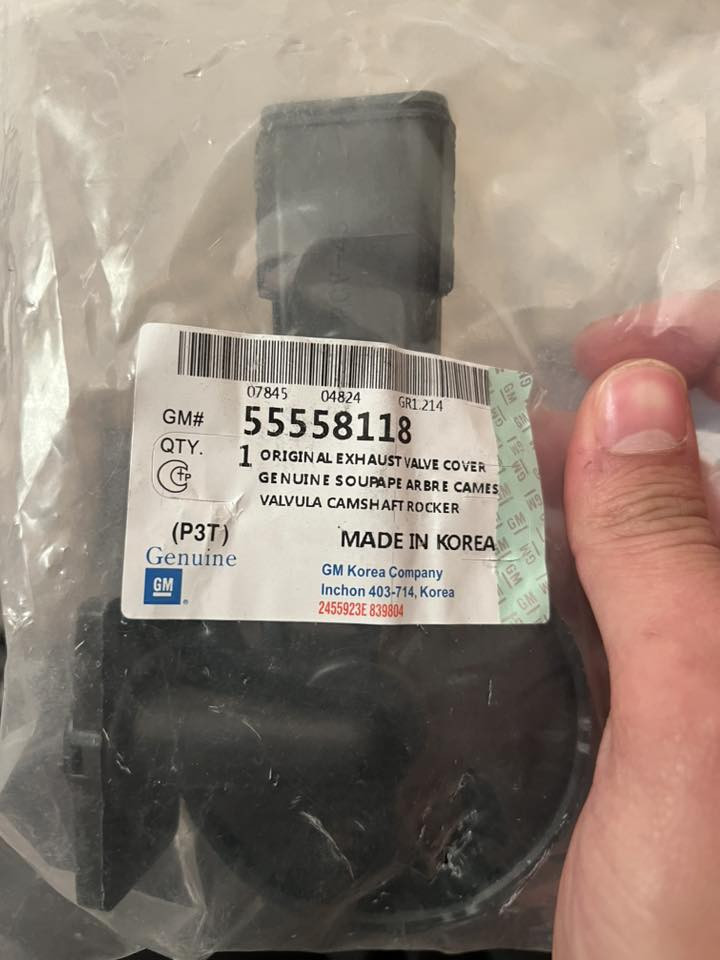 07845 04824 GR1.214
GM# 55558118
QTY. 1 ORIGINAL EXHAUST VALVE COVER
GENUINE SOUPAPE ARBRE CAMES
VALVULA CAMSHAFT ROCKER
(P3T) MADE IN KOREA
Genuine
GM
GM Korea Company
Inchon 403-714, Korea
2455923E 839804